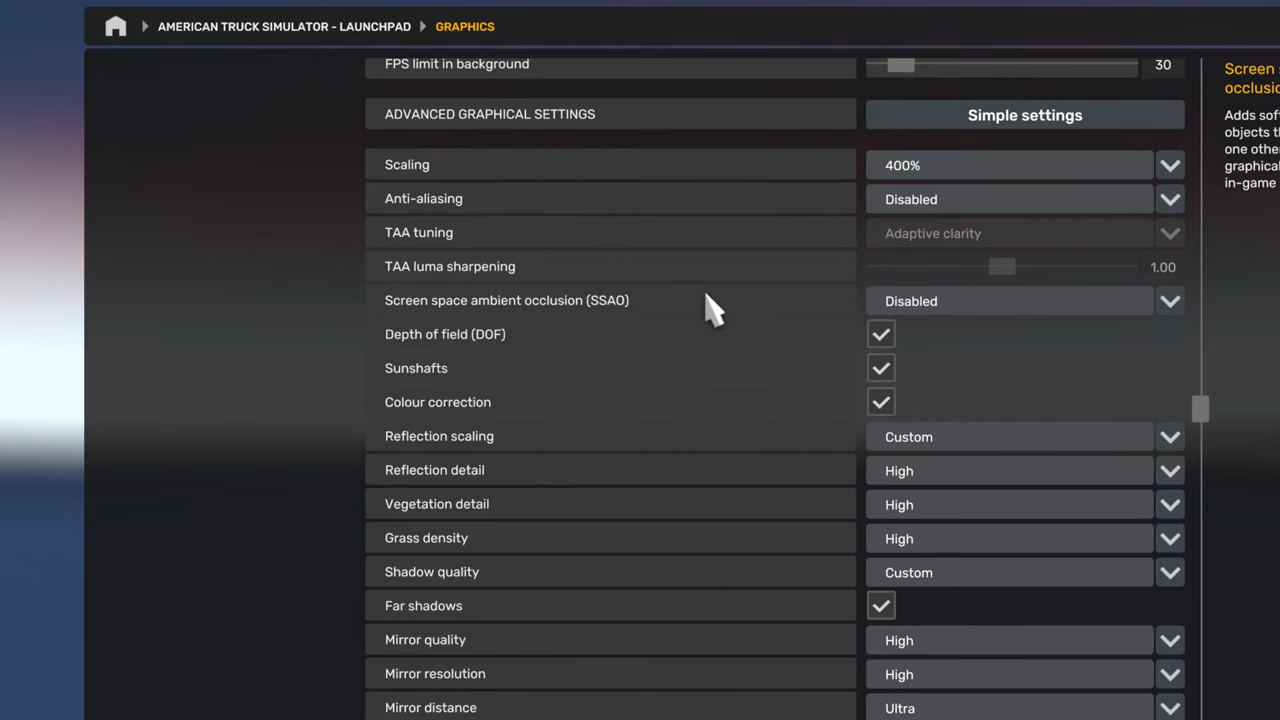 AMERICAN TRUCK SIMULATOR - LAUNCHPAD GRAPHICS
FPS limit in background 30
ADVANCED GRAPHICAL SETTINGS Simple settings
Scaling 400%
Anti-aliasing Disabled
TAA tuning Adaptive clarity
TAA luma sharpening 1.00
Screen space ambient occlusion (SSAO) Disabled
Depth of field (DOF)
Sunshafts
Colour correction
Reflection scaling Custom
Reflection detail High
Vegetation detail High
Grass density High
Shadow quality Custom
Far shadows
Mirror quality High
Mirror resolution High
Mirror distance Ultra
Screen
Adds
objects
one
graphical
in-game